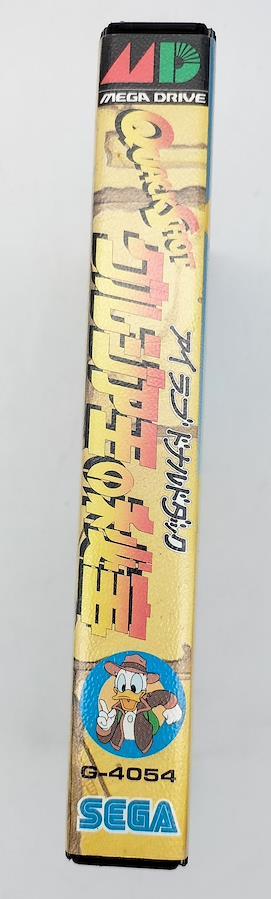 MD
MEGA DRIVE
QUACKSHOT
アイ ラブ ドナルドダック
グルジア王の秘宝
G-4054
SEGA